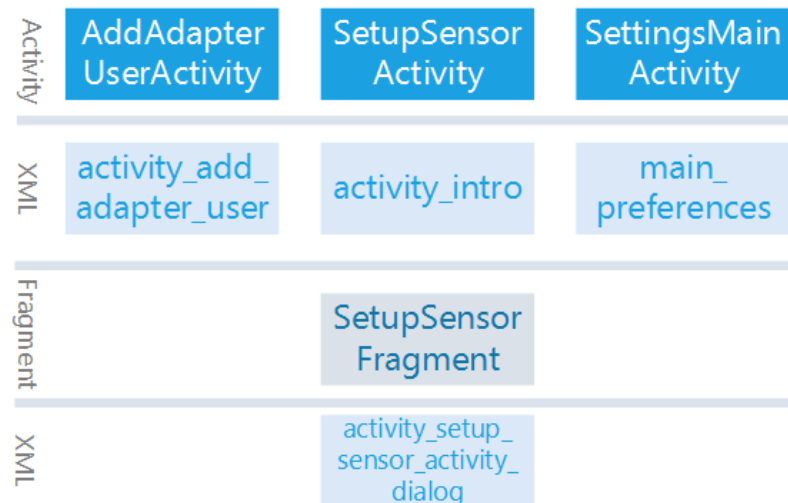 Activity
AddAdapter
UserActivity
SetupSensor
Activity
SettingsMain
Activity
XML
activity_add_
adapter_user
activity_intro
main_
preferences
Fragment
SetupSensor
Fragment
XML
activity_setup_
sensor_activity_
dialog